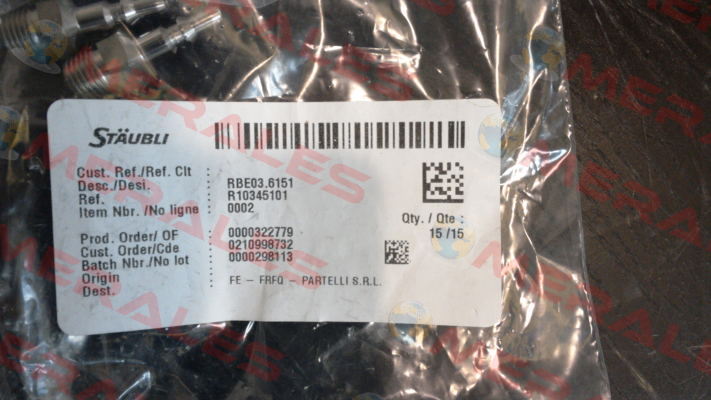 STÄUBLI
Cust. Ref./Ref. Clt
Desc./Desi. RBE03.6151
Ref. R10345101
Item Nbr. /No ligne 0002
Qty. / Qte :
15 /15
Prod. Order/ OF 0000322779
Cust. Order/Cde 0210998732
Batch Nbr./No lot 0000298113
Origin
Dest. FE - FRFQ - PARTELLI S.R.L.
MERALES
MERALES
MERALES
MERALES